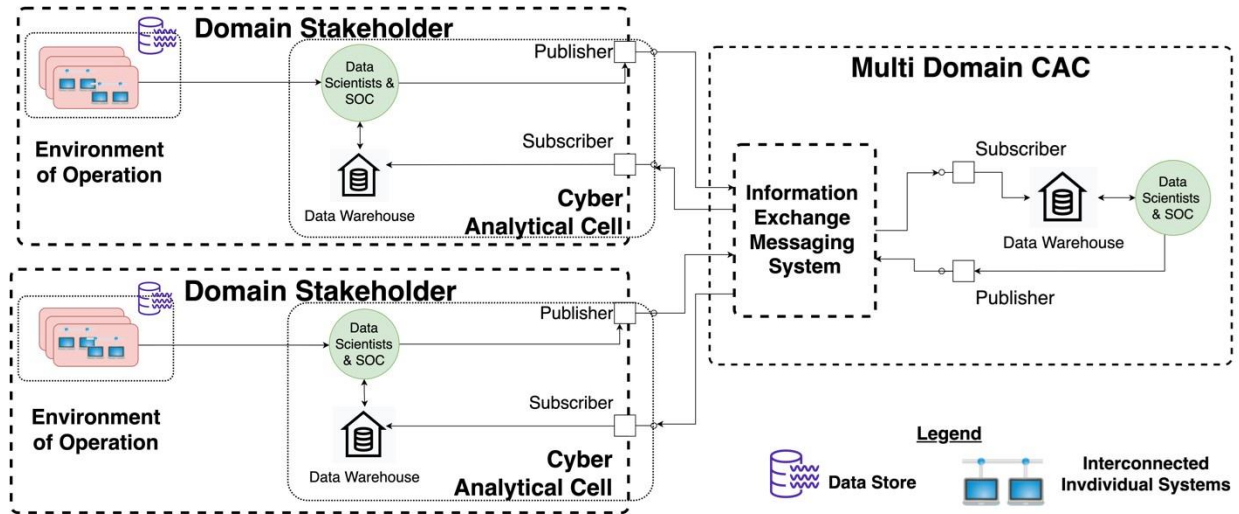 Domain Stakeholder
Publisher
Data
Scientists &
SOC
Environment
of Operation
Subscriber
Data Warehouse
Cyber
Analytical Cell
Domain Stakeholder
Publisher
Data
Scientists
& SOC
Environment
of Operation
Subscriber
Data Warehouse
Cyber
Analytical Cell
Multi Domain CAC
Information
Exchange
Messaging
System
Subscriber
Data Warehouse
Data
Scientists
& SOC
Publisher
Legend
Data Store
Interconnected
Invdividual Systems